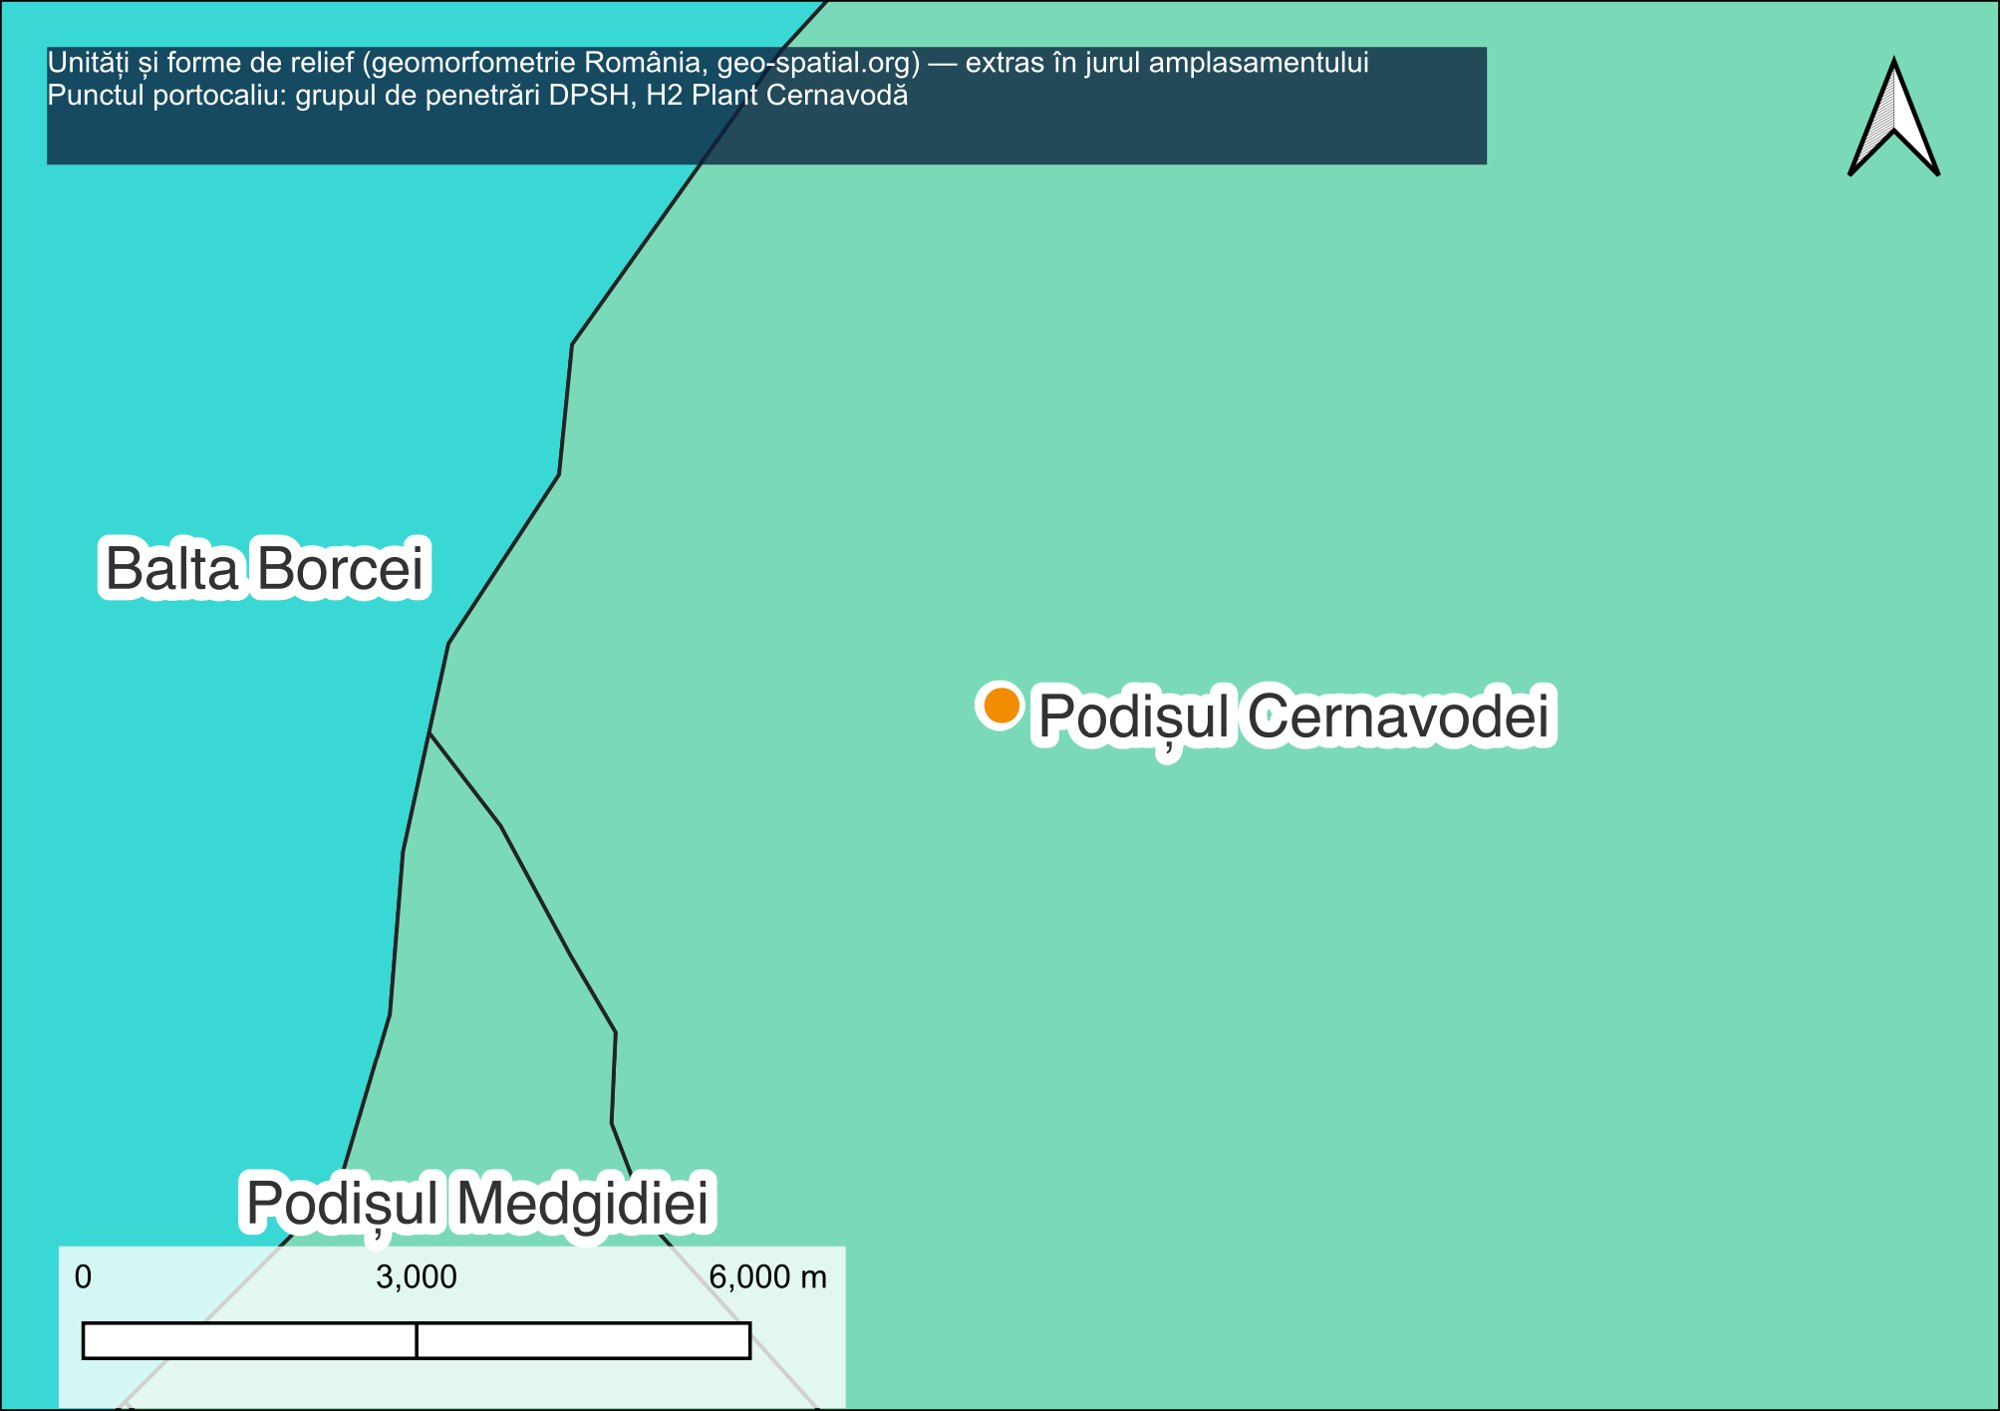 Unități și forme de relief (geomorfometrie România, geo-spatial.org) — extras în jurul amplasamentului
Punctul portocaliu: grupul de penetrări DPSH, H2 Plant Cernavodă
Balta Borcei
Podișul Cernavodei
Podișul Medgidiei
0 3,000 6,000 m